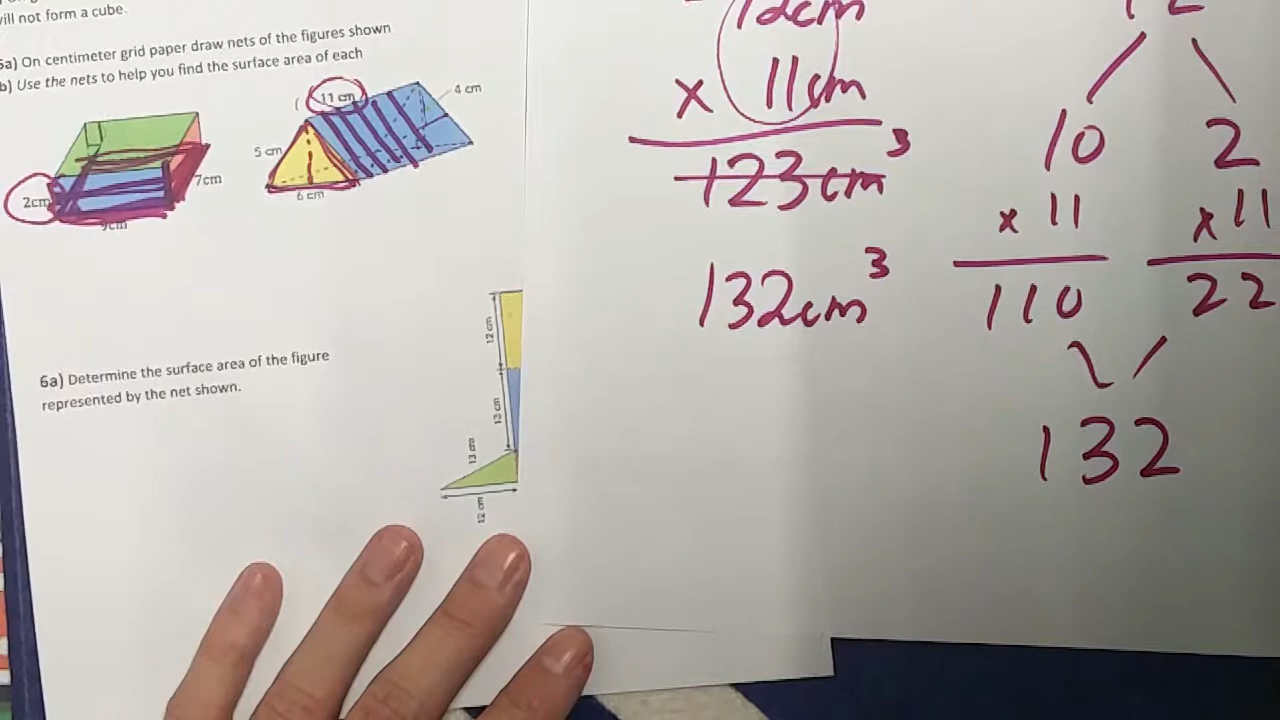 will not form a cube.
5a) On centimeter grid paper draw nets of the figures shown
b) Use the nets to help you find the surface area of each
11 cm
4 cm
5 cm
6 cm
2cm
7cm
9cm
6a) Determine the surface area of the figure
represented by the net shown.
12 cm
13 cm
13 cm
12 cm
12cm
x 11cm
123cm³
132cm³
10 2
x 11 x 11
110 22
132